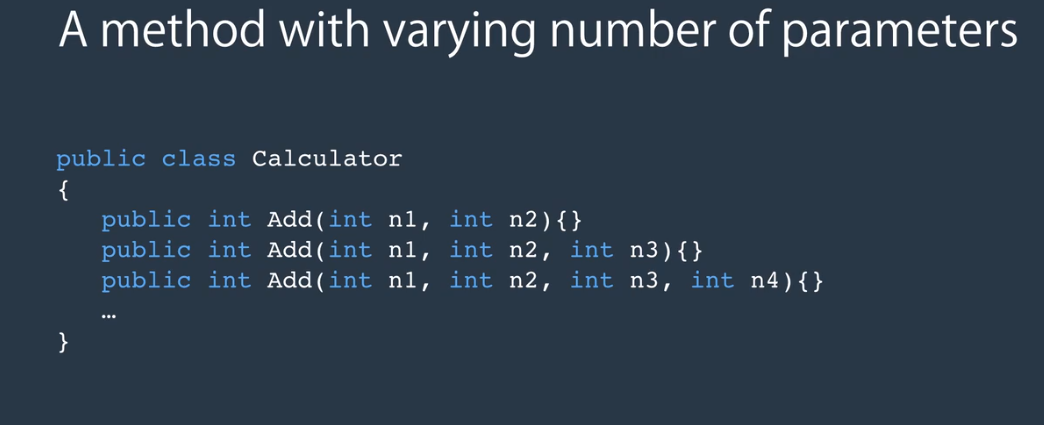 A method with varying number of parameters
public class Calculator
{
public int Add(int n1, int n2){}
public int Add(int n1, int n2, int n3){}
public int Add(int n1, int n2, int n3, int n4){}
…
}